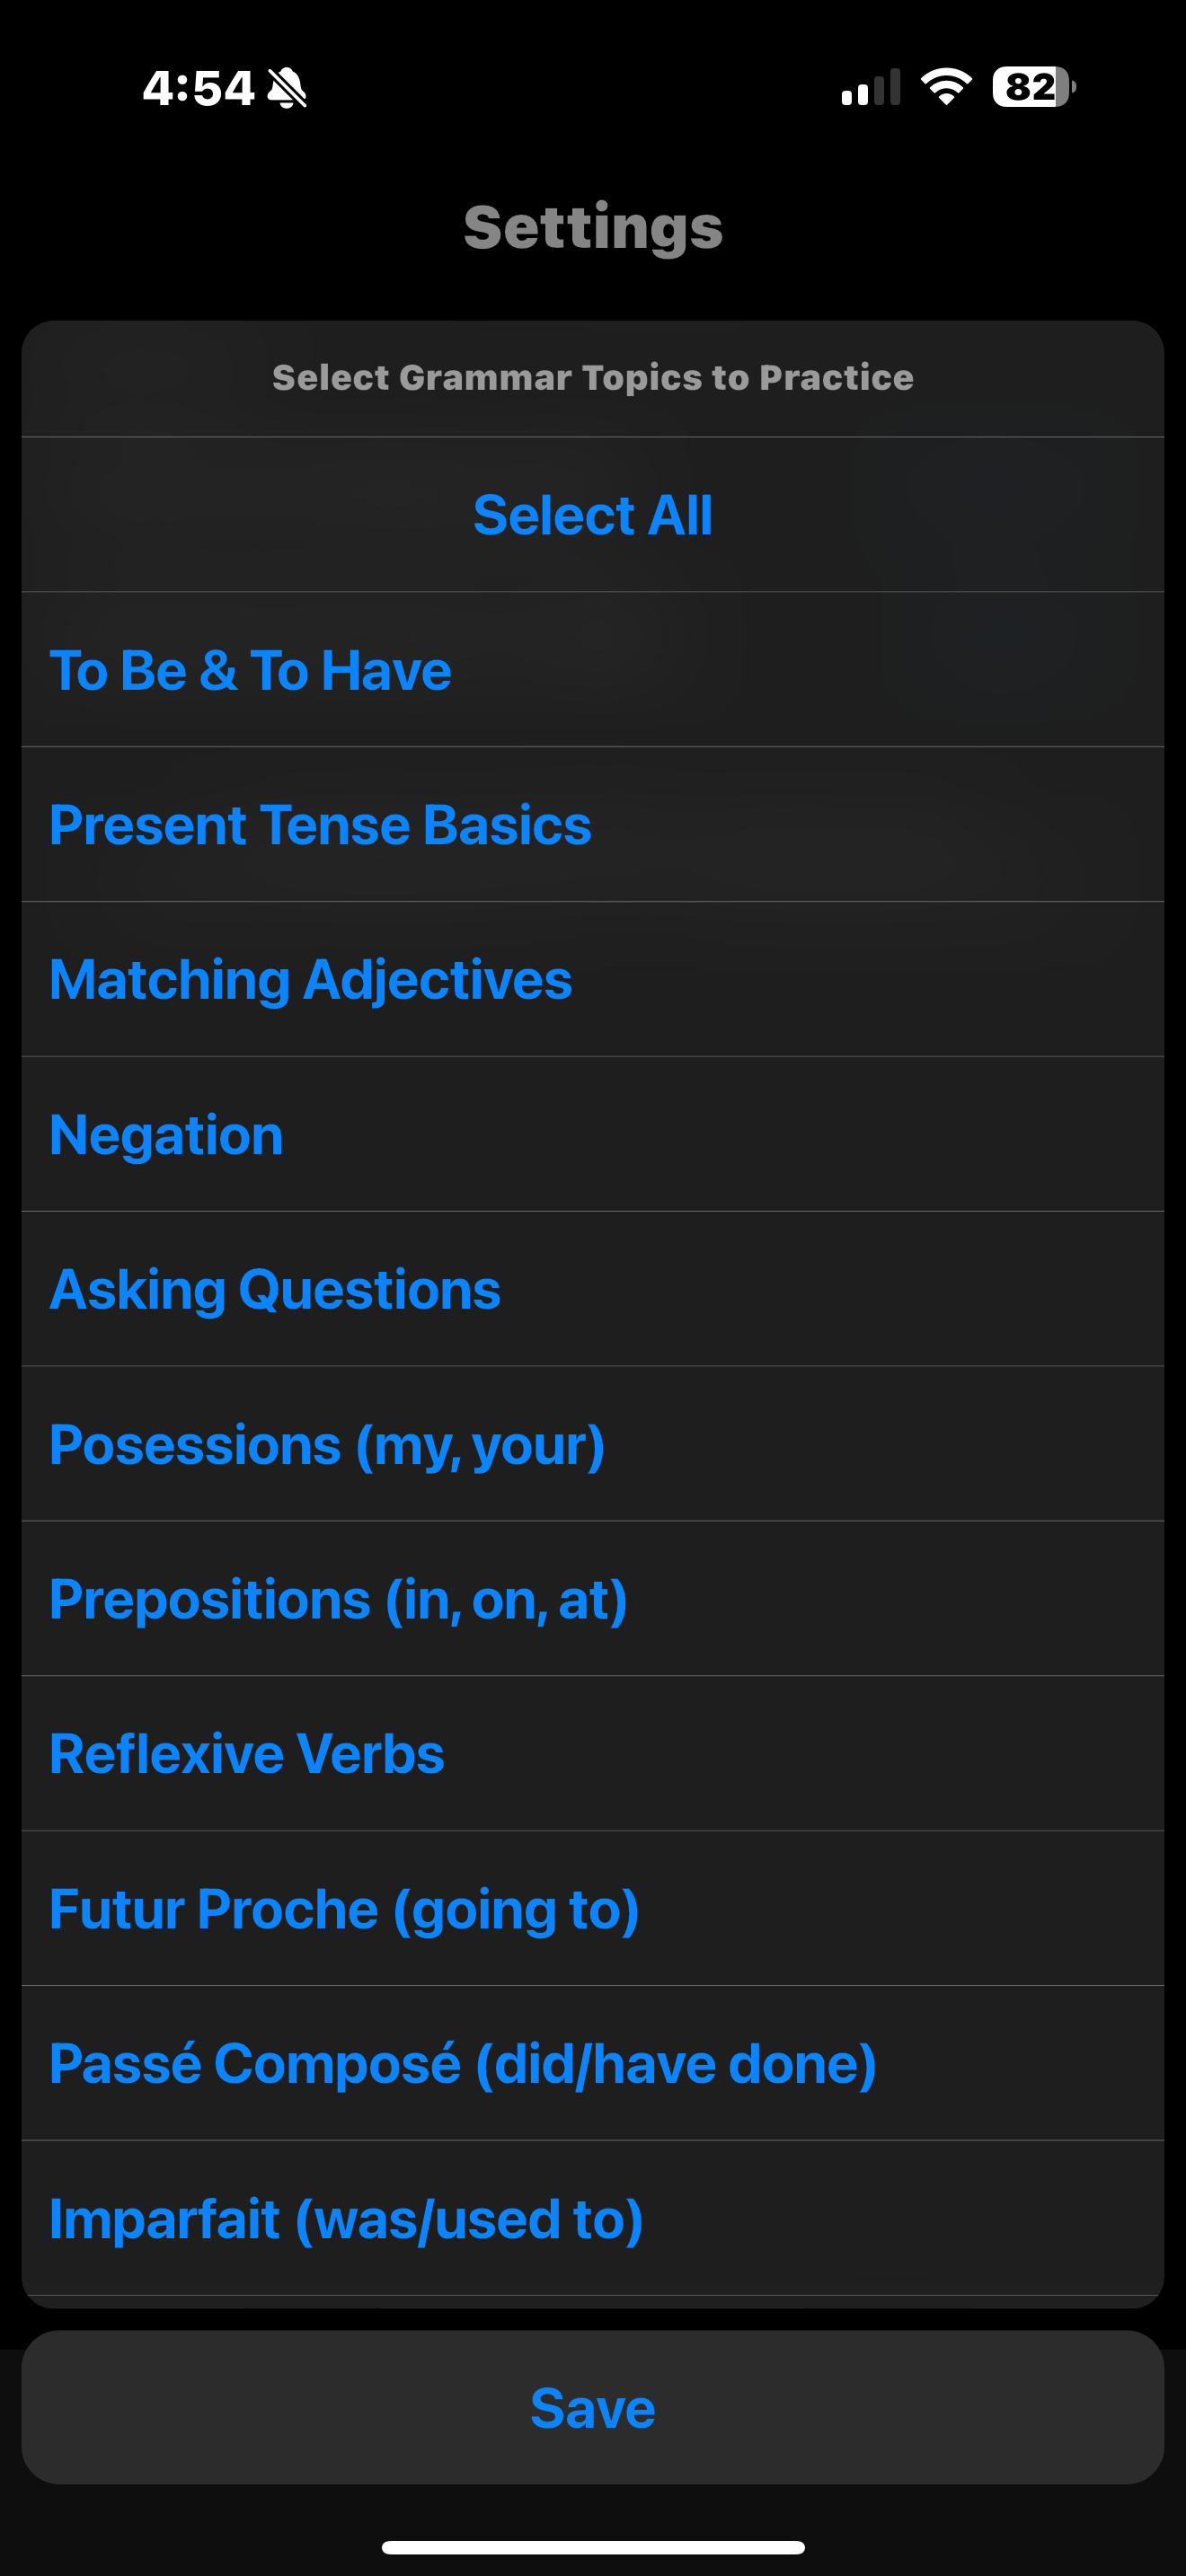 4:54
82
Settings
Select Grammar Topics to Practice
Select All
To Be & To Have
Present Tense Basics
Matching Adjectives
Negation
Asking Questions
Posessions (my, your)
Prepositions (in, on, at)
Reflexive Verbs
Futur Proche (going to)
Passé Composé (did/have done)
Imparfait (was/used to)
Save